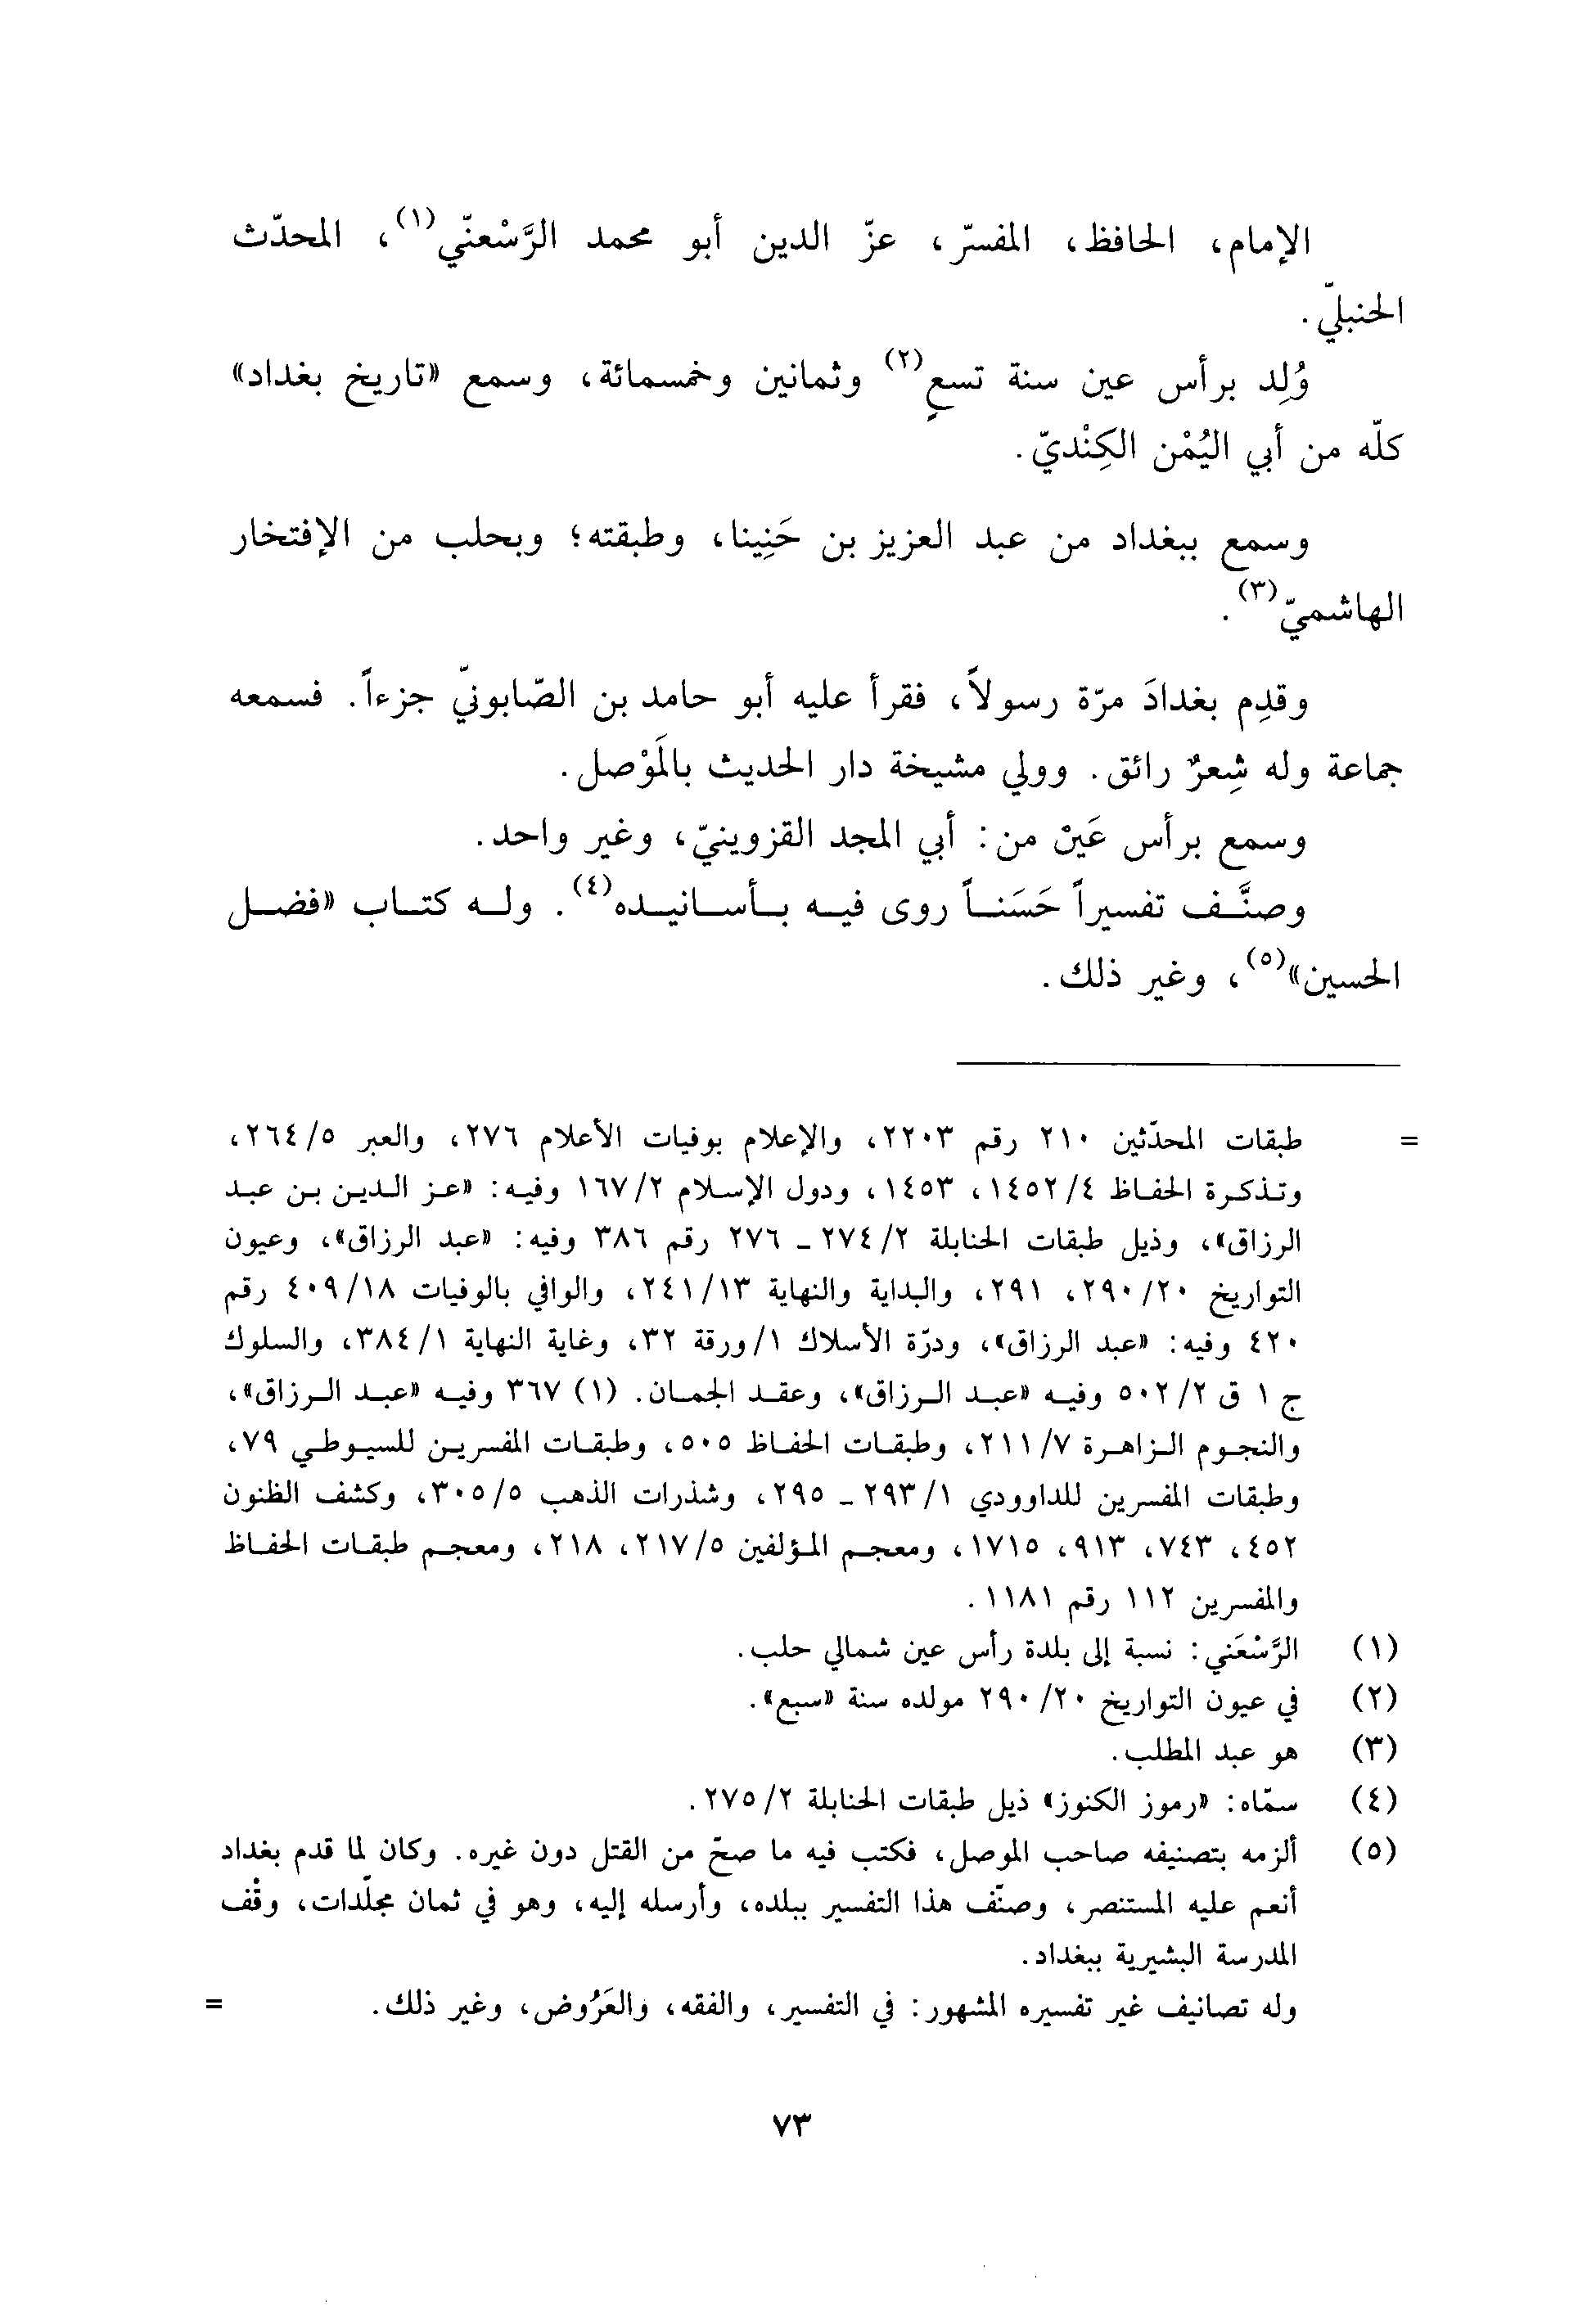 الإمام، الحافظ، المفسّر، عزّ الدين أبو محمد الرَّسْعنّي(١)، المحدّث
الحنبليّ.
وُلِد برأس عين سنة تسعٍ(٢) وثمانين وخمسمائة، وسمع «تاريخ بغداد»
كلّه من أبي اليُمْن الكِنْديّ.
وسمع ببغداد من عبد العزيز بن حَنِينا، وطبقته؛ وبحلب من الإفتخار
الهاشميّ(٣).
وقدِم بغدادَ مرّة رسولاً، فقرأ عليه أبو حامد بن الصّابونيّ جزءاً. فسمعه
جماعة وله شِعرٌ رائق. وولي مشيخة دار الحديث بالمَوْصل.
وسمع برأس عَينْ من: أبي المجد القزوينيّ، وغير واحد.
وصنَّف تفسيراً حَسَناً روى فيه بأسانيده(٤). وله كتاب «فضل
الحسين»(٥)، وغير ذلك.
= طبقات المحدّثين ٢١٠ رقم ٢٢٠٣، والإعلام بوفيات الأعلام ٢٧٦، والعبر ٢٦٤/٥،
وتذكرة الحفاظ ١٤٥٢/٤، ١٤٥٣، ودول الإسلام ١٦٧/٢ وفيه: «عز الدين بن عبد
الرزاق»، وذيل طبقات الحنابلة ٢٧٤/٢ ـ ٢٧٦ رقم ٣٨٦ وفيه: «عبد الرزاق»، وعيون
التواريخ ٢٩٠/٢٠، ٢٩١، والبداية والنهاية ٢٤١/١٣، والوافي بالوفيات ٤٠٩/١٨ رقم
٤٢٠ وفيه: «عبد الرزاق»، ودرّة الأسلاك ١/ورقة ٣٢، وغاية النهاية ٣٨٤/١، والسلوك
ج ١ ق ٥٠٢/٢ وفيه «عبد الرزاق»، وعقد الجمان. (١) ٣٦٧ وفيه «عبد الرزاق»،
والنجوم الزاهرة ٢١١/٧، وطبقات الحفاظ ٥٠٥، وطبقات المفسرين للسيوطي ٧٩،
وطبقات المفسرين للداوودي ٢٩٣/١ ـ ٢٩٥، وشذرات الذهب ٣٠٥/٥، وكشف الظنون
٤٥٢، ٧٤٣، ٩١٣، ١٧١٥، ومعجم المؤلفين ٢١٧/٥، ٢١٨، ومعجم طبقات الحفاظ
والمفسرين ١١٢ رقم ١١٨١.
(١) الرَّسْعَني: نسبة إلى بلدة رأس عين شمالي حلب.
(٢) في عيون التواريخ ٢٩٠/٢٠ مولده سنة «سبع».
(٣) هو عبد المطلب.
(٤) سمّاه: «رموز الكنوز» ذيل طبقات الحنابلة ٢٧٥/٢.
(٥) ألزمه بتصنيفه صاحب الموصل، فكتب فيه ما صحّ من القتل دون غيره. وكان لما قدم بغداد
أنعم عليه المستنصر، وصنّف هذا التفسير ببلده، وأرسله إليه، وهو في ثمان مجلّدات، وقْف
المدرسة البشيرية ببغداد.
وله تصانيف غير تفسيره المشهور: في التفسير، والفقه، والعَرُوض، وغير ذلك. =
٧٣